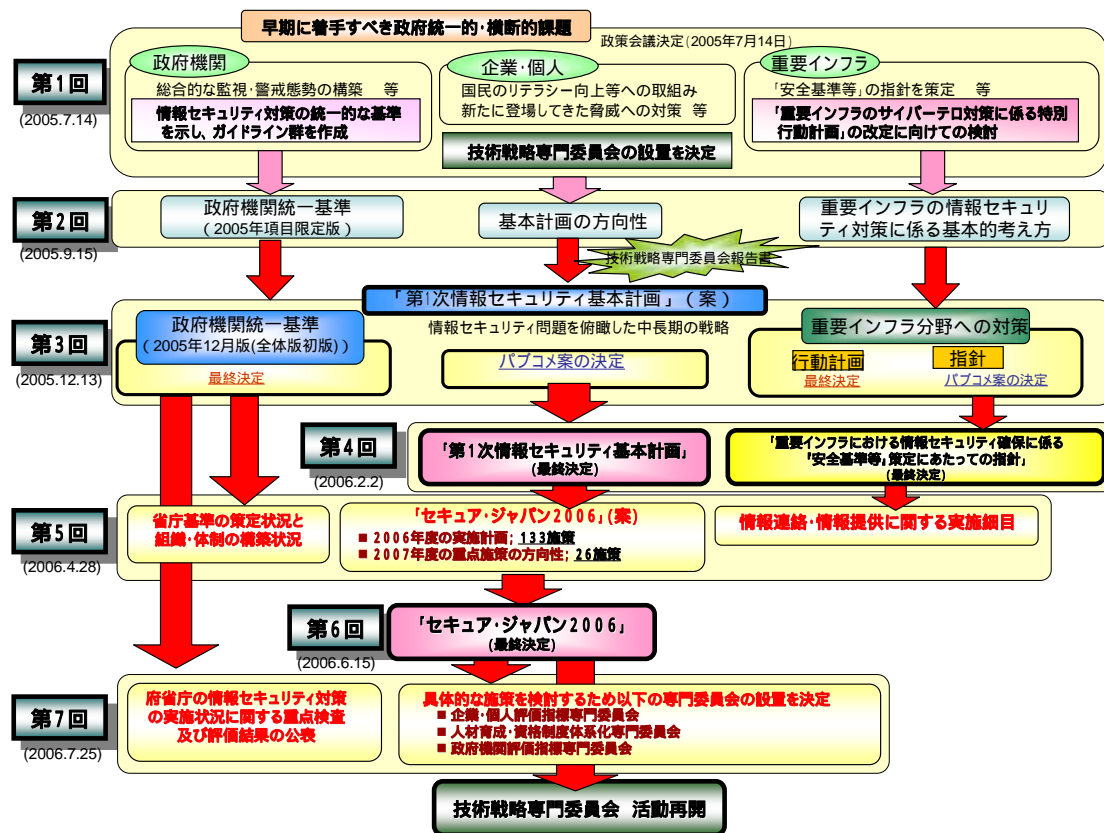 早期に着手すべき政府統一的・横断的課題
政策会議決定(2005年7月14日)
第1回
(2005.7.14)
政府機関
総合的な監視・警戒態勢の構築　等
情報セキュリティ対策の統一的な基準
を示し、ガイドライン群を作成
企業・個人
国民のリテラシー向上等への取組み
新たに登場してきた脅威への対策　等
技術戦略専門委員会の設置を決定
重要インフラ
「安全基準等」の指針を策定　等
「重要インフラのサイバーテロ対策に係る特別
行動計画」の改定に向けての検討
第2回
(2005.9.15)
政府機関統一基準
（2005年項目限定版）
基本計画の方向性
重要インフラの情報セキュリ
ティ対策に係る基本的考え方
技術戦略専門委員会報告書
第3回
(2005.12.13)
政府機関統一基準
（2005年12月版(全体版初版)）
最終決定
「第1次情報セキュリティ基本計画」（案）
情報セキュリティ問題を俯瞰した中長期の戦略
パブコメ案の決定
重要インフラ分野への対策
行動計画
最終決定
指針
パブコメ案の決定
第4回
(2006.2.2)
「第1次情報セキュリティ基本計画」
(最終決定)
「重要インフラにおける情報セキュリティ確保に係る
「安全基準等」策定にあたっての指針」
(最終決定)
第5回
(2006.4.28)
省庁基準の策定状況と
組織・体制の構築状況
「セキュア・ジャパン2006」(案)
■ 2006年度の実施計画; 133施策
■ 2007年度の重点施策の方向性; 26施策
情報連絡・情報提供に関する実施細目
第6回
(2006.6.15)
「セキュア・ジャパン2006」
(最終決定)
第7回
(2006.7.25)
府省庁の情報セキュリティ対策
の実施状況に関する重点検査
及び評価結果の公表
具体的な施策を検討するため以下の専門委員会の設置を決定
■ 企業・個人評価指標専門委員会
■ 人材育成・資格制度体系化専門委員会
■ 政府機関評価指標専門委員会
技術戦略専門委員会 活動再開